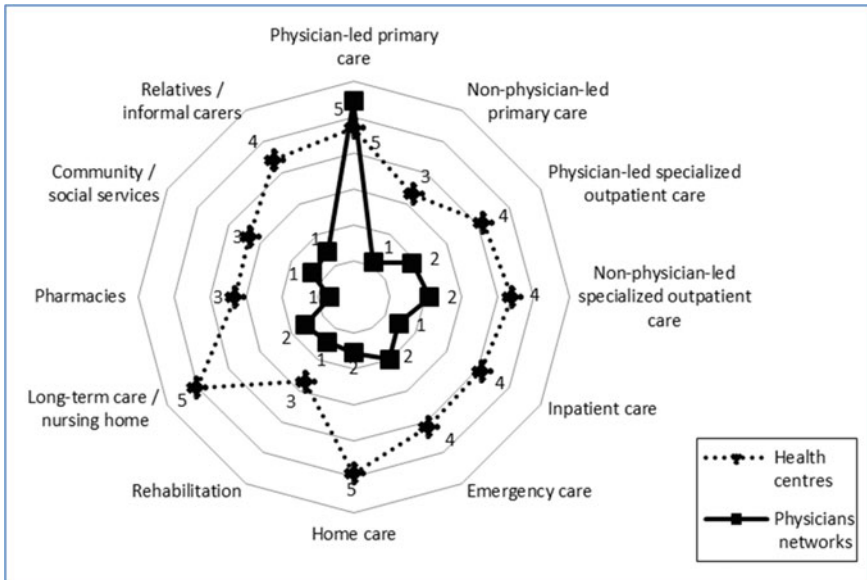 Physician-led primary
care
Relatives /
informal carers
Non-physician-led
primary care
5
4
5
3
Community /
social services
Physician-led specialized
outpatient care
4
3
1
1
2
1
Pharmacies
3
1
2
4
Non-physician-led
specialized outpatient
care
2
1
1
2
2
4
Long-term care /
nursing home
5
3
Inpatient care
4
Rehabilitation
5
Emergency care
Home care
Health
centres
Physicians
networks